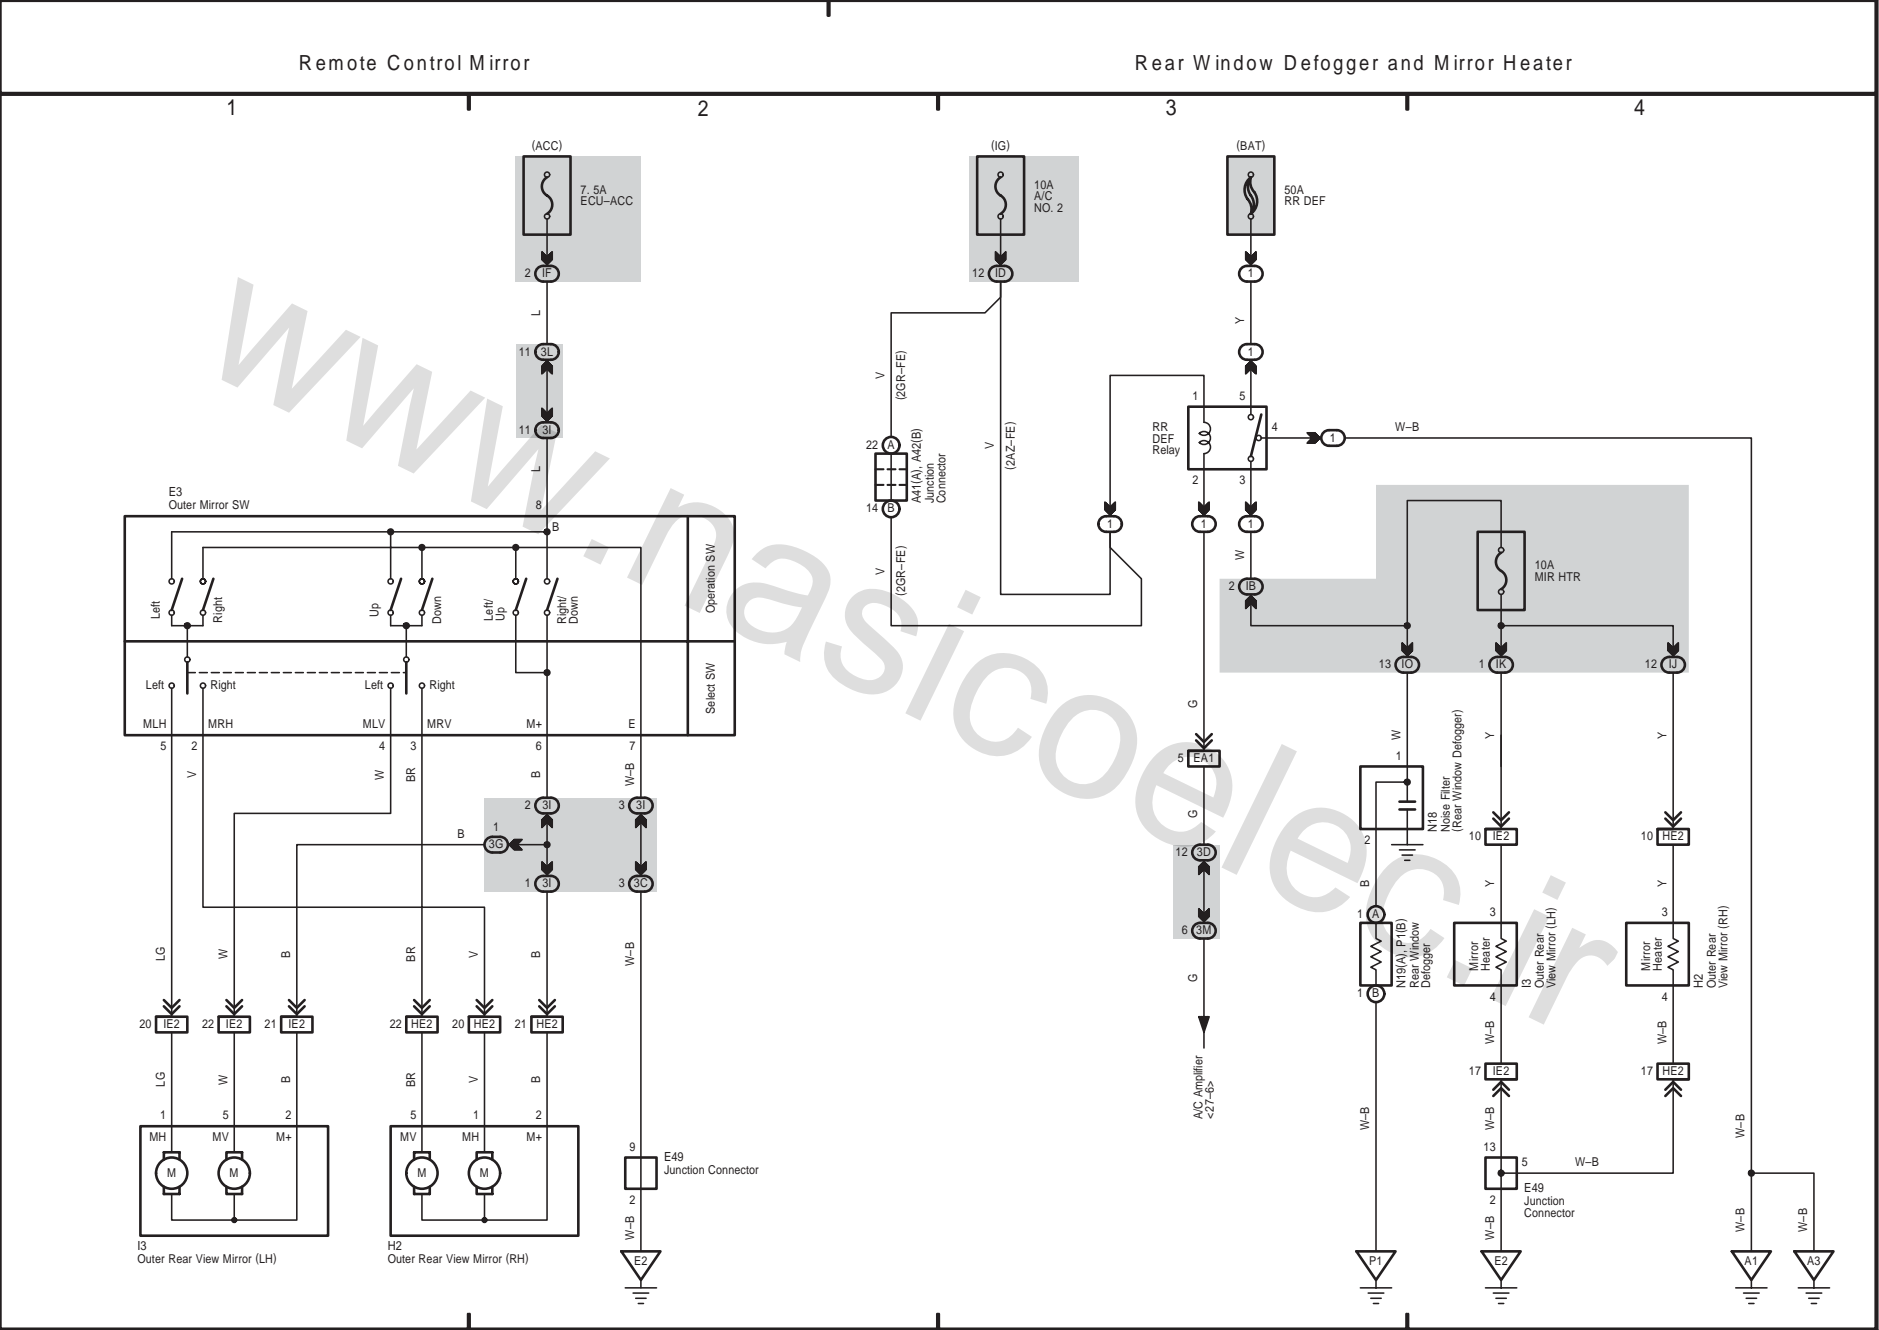 Remote Control Mirror
Rear Window Defogger and Mirror Heater
1
2
3
4
(ACC)
7. 5A
ECU–ACC
2 IF
L
11 3L
11 3I
L
(IG)
10A
A/C
NO. 2
12 ID
(BAT)
50A
RR DEF
1
Y
1
V
(2GR–FE)
22 A
A41(A), A42(B)
Junction
Connector
14 B
V
(2GR–FE)
V
(2AZ–FE)
1
1
5
RR
DEF
Relay
4
1
W–B
2
3
1
1
W
2 IB
10A
MIR HTR
13 IO
1 IK
12 IJ
E3
Outer Mirror SW
8
B
Operation SW
Left
Right
Up
Down
Left/
Up
Right/
Down
Select SW
Left
Right
Left
Right
MLH
MRH
MLV
MRV
M+
E
5
2
4
3
6
7
V
W
BR
B
W–B
2 3I
3 3I
1
3G
B
1 3I
3 3C
LG
W
B
BR
V
B
W–B
20 IE2
22 IE2
21 IE2
22 HE2
20 HE2
21 HE2
LG
W
B
BR
V
B
1
5
2
5
1
2
MH
MV
M+
MV
MH
M+
M
M
M
M
I3
Outer Rear View Mirror (LH)
H2
Outer Rear View Mirror (RH)
9
E49
Junction Connector
2
W–B
E2
G
5 EA1
G
12 3D
6 3M
G
A/C Amplifier
<27–6>
W
1
N18
Noise Filter
(Rear Window Defogger)
2
B
1 A
N19(A), P1(B)
Rear Window
Defogger
1 B
W–B
P1
Y
10 IE2
Y
3
Mirror
Heater
I3
Outer Rear
View Mirror (LH)
4
W–B
17 IE2
W–B
13
5
W–B
E49
Junction
Connector
2
W–B
E2
Y
10 HE2
Y
3
Mirror
Heater
H2
Outer Rear
View Mirror (RH)
4
W–B
17 HE2
W–B
W–B
W–B
A1
A3
www.nasicoelec.ir